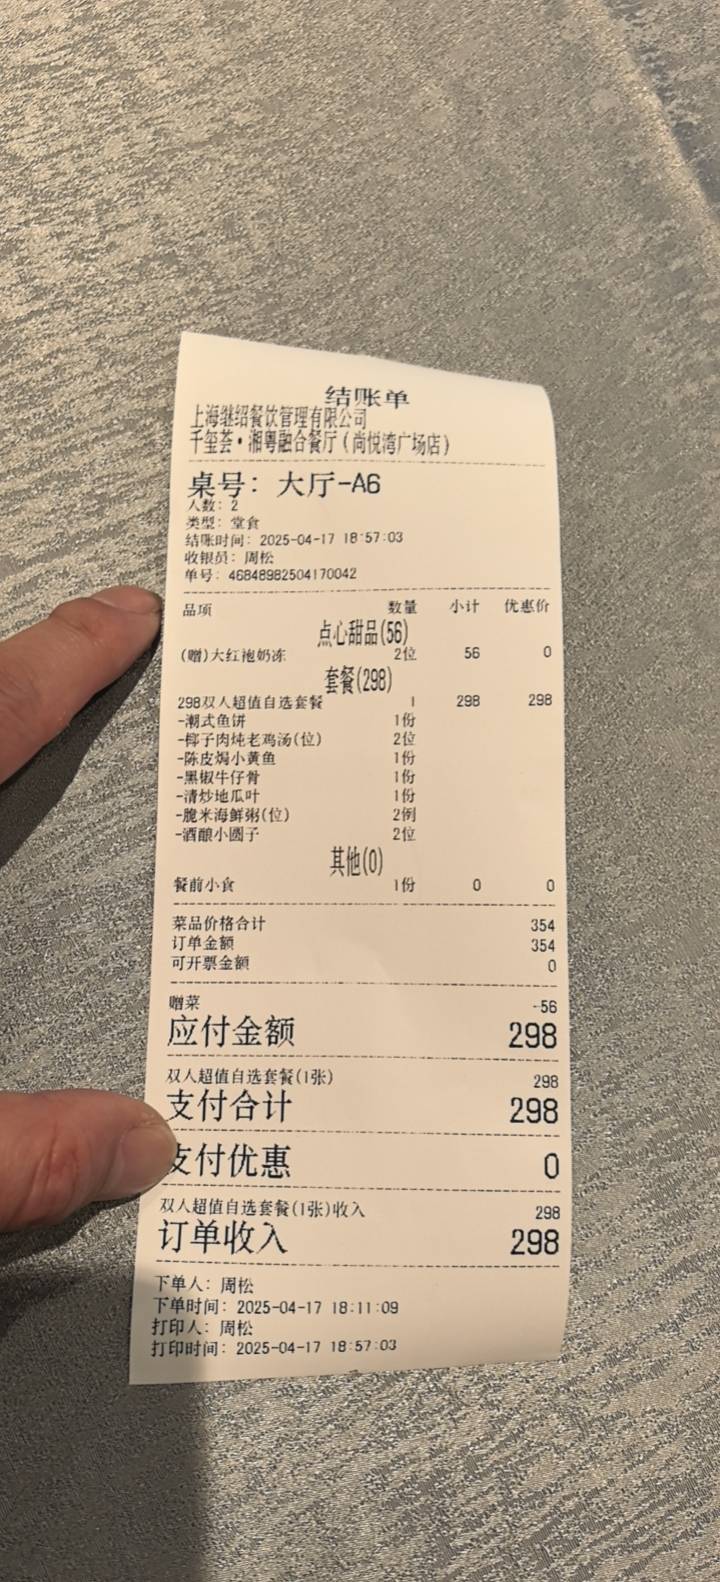 结账单
上海继绍餐饮管理有限公司
千玺荟·湘粤融合餐厅(尚悦湾广场店)
桌号: 大厅-A6
人数: 2
类型: 堂食
结账时间: 2025-04-17 18:57:03
收银员: 周松
单号: 46848982504170042
品项 数量 小计 优惠价
点心甜品(56)
(赠)大红袍奶冻 2位 56 0
套餐(298)
298双人超值自选套餐 1 298 298
-潮式鱼饼 1份
-椰子肉炖老鸡汤(位) 2位
-陈皮焗小黄鱼 1份
-黑椒牛仔骨 1份
-清炒地瓜叶 1份
-脆米海鲜粥(位) 2例
-酒酿小圆子 2位
其他(0)
餐前小食 1份 0 0
菜品价格合计 354
订单金额 354
可开票金额 0
赠菜 -56
应付金额 298
双人超值自选套餐(1张) 298
支付合计 298
支付优惠 0
双人超值自选套餐(1张)收入 298
订单收入 298
下单人: 周松
下单时间: 2025-04-17 18:11:09
打印人: 周松
打印时间: 2025-04-17 18:57:03